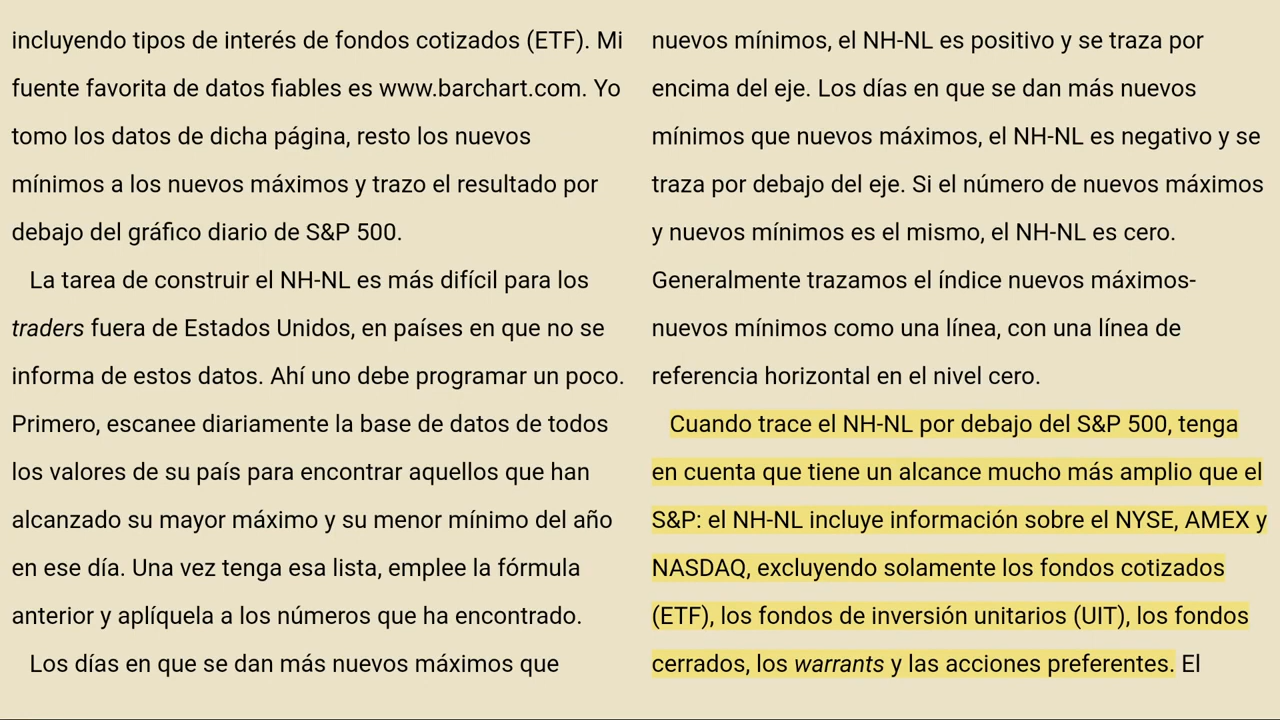 incluyendo tipos de interés de fondos cotizados (ETF). Mi
fuente favorita de datos fiables es www.barchart.com. Yo
tomo los datos de dicha página, resto los nuevos
mínimos a los nuevos máximos y trazo el resultado por
debajo del gráfico diario de S&P 500.
La tarea de construir el NH-NL es más difícil para los
traders fuera de Estados Unidos, en países en que no se
informa de estos datos. Ahí uno debe programar un poco.
Primero, escanee diariamente la base de datos de todos
los valores de su país para encontrar aquellos que han
alcanzado su mayor máximo y su menor mínimo del año
en ese día. Una vez tenga esa lista, emplee la fórmula
anterior y aplíquela a los números que ha encontrado.
Los días en que se dan más nuevos máximos que
nuevos mínimos, el NH-NL es positivo y se traza por
encima del eje. Los días en que se dan más nuevos
mínimos que nuevos máximos, el NH-NL es negativo y se
traza por debajo del eje. Si el número de nuevos máximos
y nuevos mínimos es el mismo, el NH-NL es cero.
Generalmente trazamos el índice nuevos máximos-
nuevos mínimos como una línea, con una línea de
referencia horizontal en el nivel cero.
Cuando trace el NH-NL por debajo del S&P 500, tenga
en cuenta que tiene un alcance mucho más amplio que el
S&P: el NH-NL incluye información sobre el NYSE, AMEX y
NASDAQ, excluyendo solamente los fondos cotizados
(ETF), los fondos de inversión unitarios (UIT), los fondos
cerrados, los warrants y las acciones preferentes. El